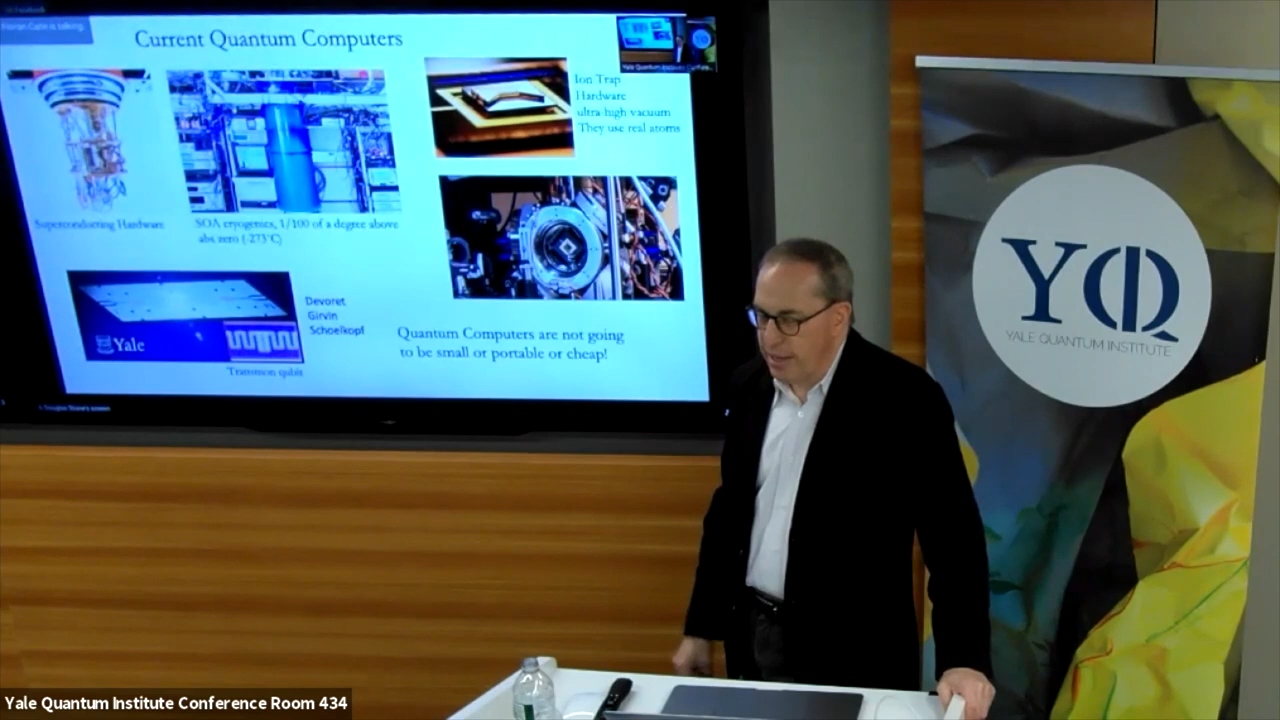 is talking.
Current Quantum Computers
Ion Trap
Hardware
ultra-high vacuum
They use real atoms
Superconducting Hardware
SOA cryogenics, 1/100 of a degree above
abs zero (-273°C)
Devoret
Girvin
Schoelkopf
Yale
Transmon qubit
Quantum Computers are not going
to be small or portable or cheap!
YQ
YALE QUANTUM INSTITUTE
Yale Quantum Institute Conference Room 434